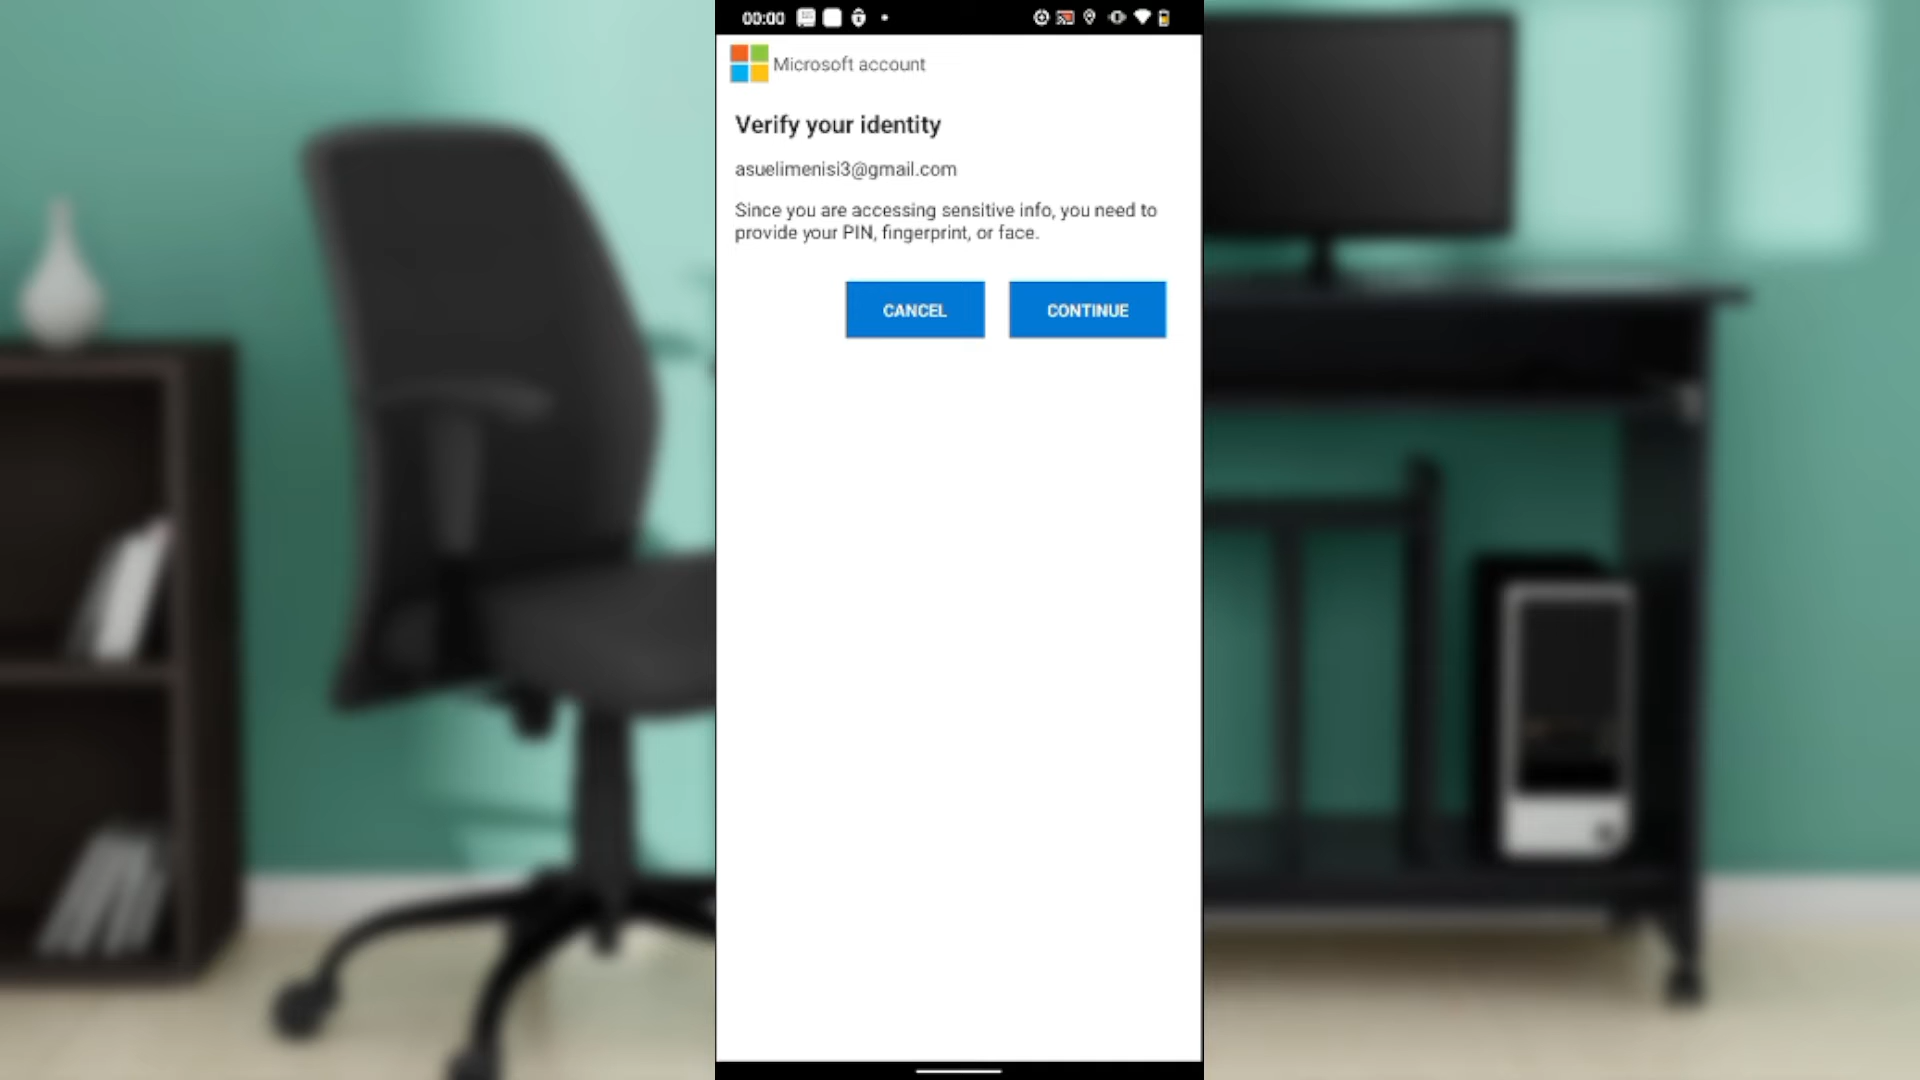 00:00
Microsoft account
Verify your identity
asuelimenisi3@gmail.com
Since you are accessing sensitive info, you need to
provide your PIN, fingerprint, or face.
CANCEL
CONTINUE